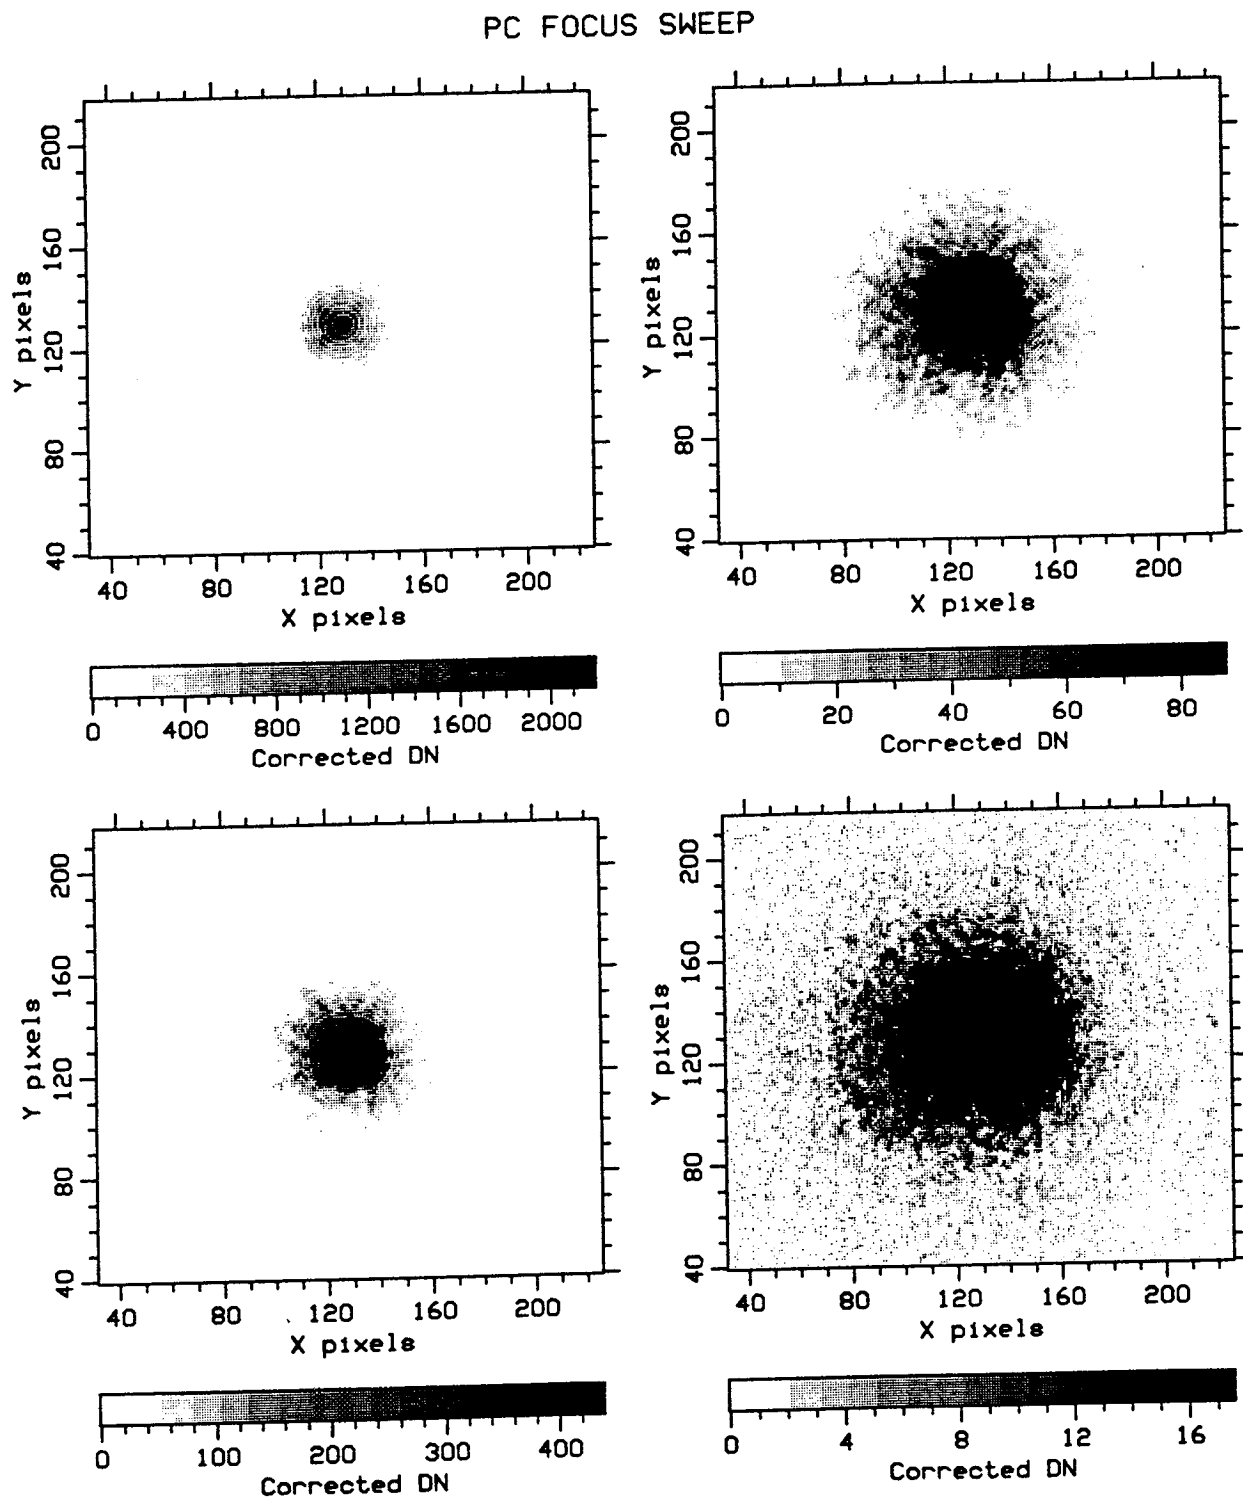 PC FOCUS SWEEP
200
160
120
80
40
Y pixels
40 80 120 160 200
X pixels
0 400 800 1200 1600 2000
Corrected DN
200
160
120
80
40
Y pixels
40 80 120 160 200
X pixels
0 20 40 60 80
Corrected DN
200
160
120
80
40
Y pixels
40 80 120 160 200
X pixels
0 100 200 300 400
Corrected DN
200
160
120
80
40
Y pixels
40 80 120 160 200
X pixels
0 4 8 12 16
Corrected DN